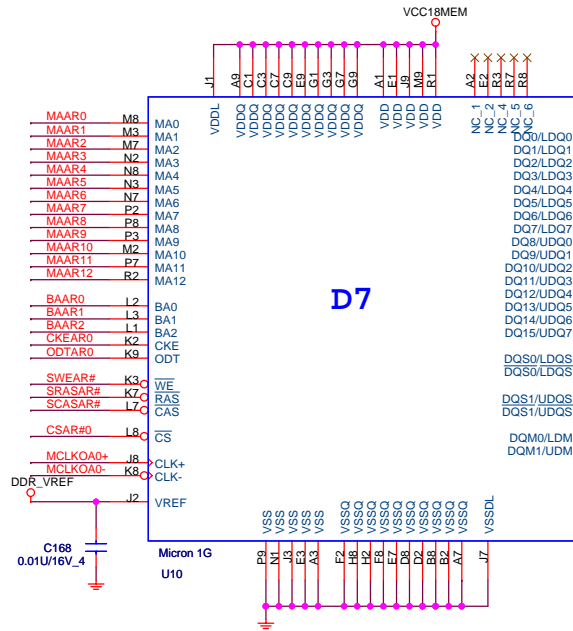 VCC18MEM
J1 A9 C1 C3 C7 C9 E9 G1 G3 G7 G9 A1 E1 J9 M9 R1 A2 E2 R3 R7 R8
VDDL VDDQ VDDQ VDDQ VDDQ VDDQ VDDQ VDDQ VDDQ VDDQ VDDQ VDD VDD VDD VDD VDD NC_1 NC_2 NC_4 NC_5 NC_6
MAAR0 M8 MA0 DQ0/LDQ0
MAAR1 M3 MA1 DQ1/LDQ1
MAAR2 M7 MA2 DQ2/LDQ2
MAAR3 N2 MA3 DQ3/LDQ3
MAAR4 N8 MA4 DQ4/LDQ4
MAAR5 N3 MA5 DQ5/LDQ5
MAAR6 N7 MA6 DQ6/LDQ6
MAAR7 P2 MA7 DQ7/LDQ7
MAAR8 P8 MA8 DQ8/UDQ0
MAAR9 P3 MA9 DQ9/UDQ1
MAAR10 M2 MA10 DQ10/UDQ2
MAAR11 P7 MA11 DQ11/UDQ3
MAAR12 R2 MA12 DQ12/UDQ4
DQ13/UDQ5
DQ14/UDQ6
DQ15/UDQ7
D7
BAAR0 L2 BA0
BAAR1 L3 BA1
BAAR2 L1 BA2
CKEAR0 K2 CKE
ODTAR0 K9 ODT
DQS0/LDQS
DQS0/LDQS
SWEAR# K3 WE
SRASAR# K7 RAS
SCASAR# L7 CAS
DQS1/UDQS
DQS1/UDQS
CSAR#0 L8 CS
DQM0/LDM
DQM1/UDM
MCLKOA0+ J8 CLK+
MCLKOA0- K8 CLK-
DDR_VREF
J2 VREF
C168
0.01U/16V_4
VSS VSS VSS VSS VSS VSSQ VSSQ VSSQ VSSQ VSSQ VSSQ VSSQ VSSQ VSSQ VSSQ VSSDL
P9 N1 J3 E3 A3 F2 H8 H2 F8 E7 D8 D2 B8 B2 A7 J7
Micron 1G
U10